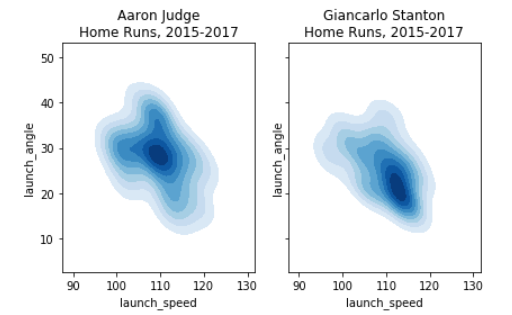 Aaron Judge
Home Runs, 2015-2017
Giancarlo Stanton
Home Runs, 2015-2017
50
40
30
20
10
launch_angle
launch_angle
90 100 110 120 130
90 100 110 120 130
launch_speed
launch_speed